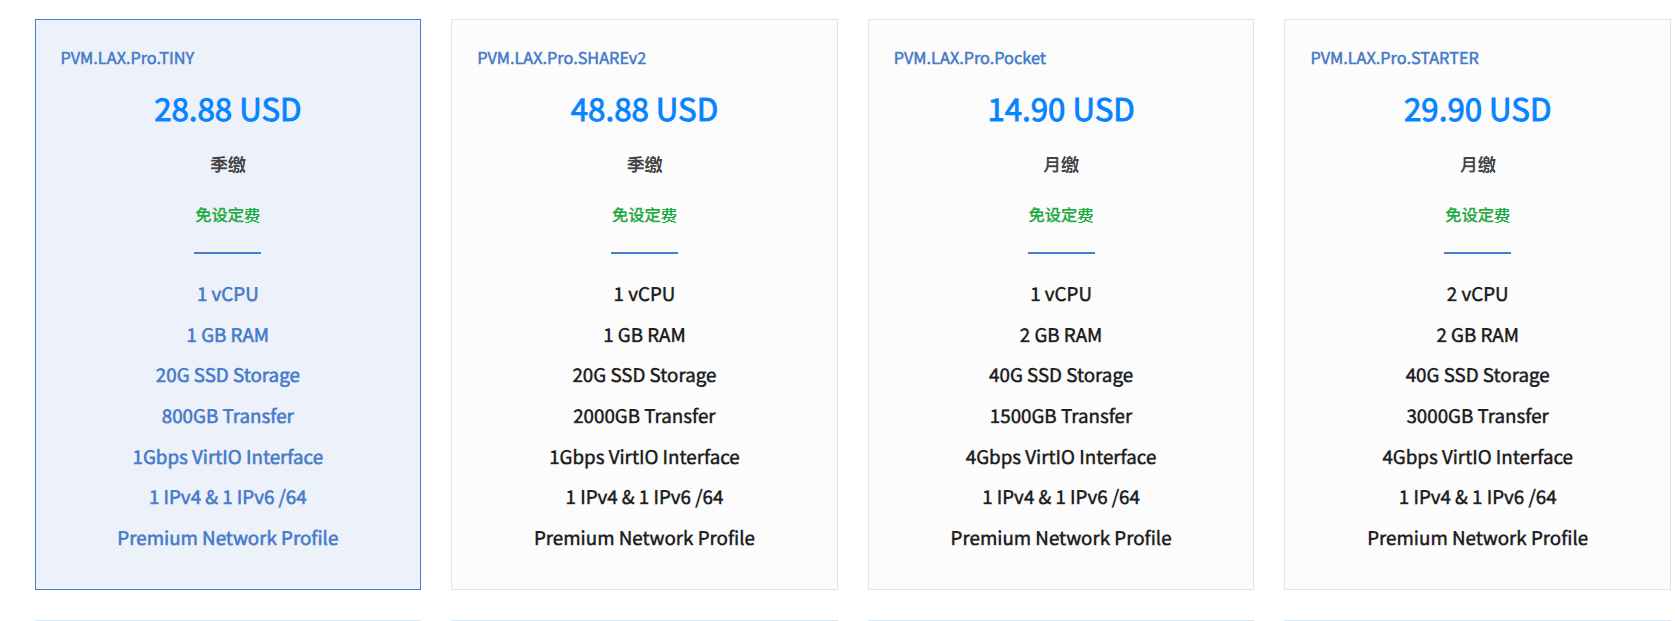 PVM.LAX.Pro.TINY
28.88 USD
季缴
免设定费
1 vCPU
1 GB RAM
20G SSD Storage
800GB Transfer
1Gbps VirtIO Interface
1 IPv4 & 1 IPv6 /64
Premium Network Profile
PVM.LAX.Pro.SHAREv2
48.88 USD
季缴
免设定费
1 vCPU
1 GB RAM
20G SSD Storage
2000GB Transfer
1Gbps VirtIO Interface
1 IPv4 & 1 IPv6 /64
Premium Network Profile
PVM.LAX.Pro.Pocket
14.90 USD
月缴
免设定费
1 vCPU
2 GB RAM
40G SSD Storage
1500GB Transfer
4Gbps VirtIO Interface
1 IPv4 & 1 IPv6 /64
Premium Network Profile
PVM.LAX.Pro.STARTER
29.90 USD
月缴
免设定费
2 vCPU
2 GB RAM
40G SSD Storage
3000GB Transfer
4Gbps VirtIO Interface
1 IPv4 & 1 IPv6 /64
Premium Network Profile